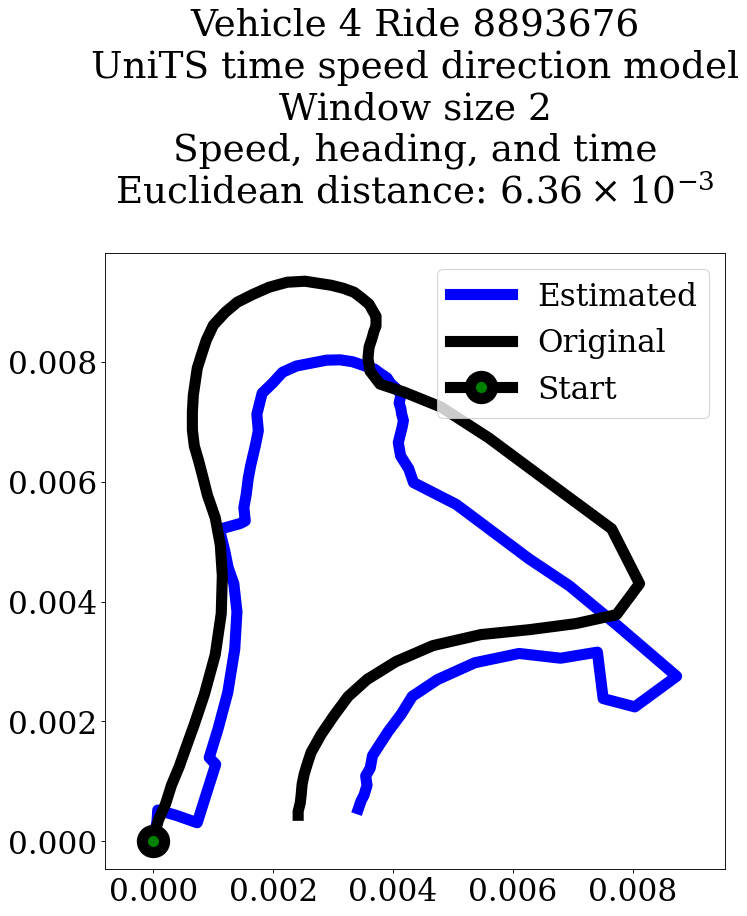 Vehicle 4 Ride 8893676
UniTS time speed direction model
Window size 2
Speed, heading, and time
Euclidean distance: $6.36 \times 10^{-3}$
Estimated
Original
Start
0.008
0.006
0.004
0.002
0.000
0.000 0.002 0.004 0.006 0.008